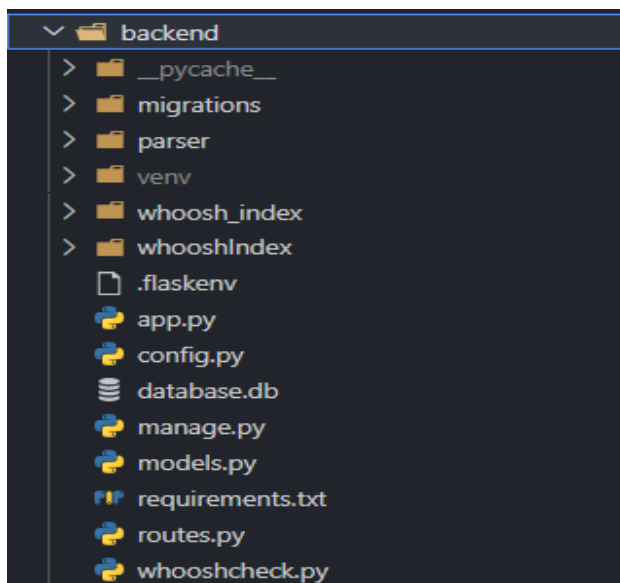 backend
__pycache__
migrations
parser
venv
whoosh_index
whooshIndex
.flaskenv
app.py
config.py
database.db
manage.py
models.py
requirements.txt
routes.py
whooshcheck.py